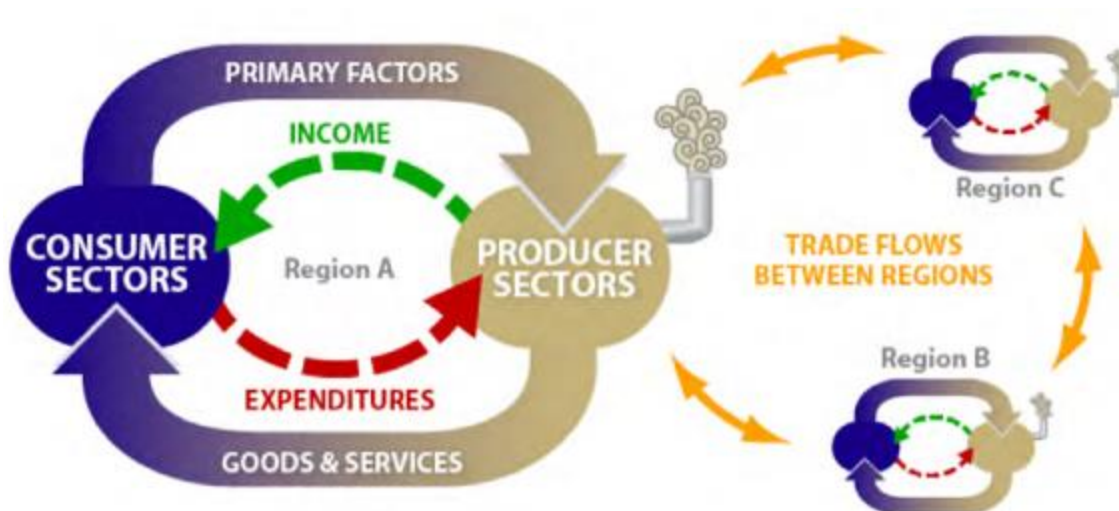 PRIMARY FACTORS
INCOME
CONSUMER
SECTORS
Region A
PRODUCER
SECTORS
EXPENDITURES
GOODS & SERVICES
Region C
TRADE FLOWS
BETWEEN REGIONS
Region B